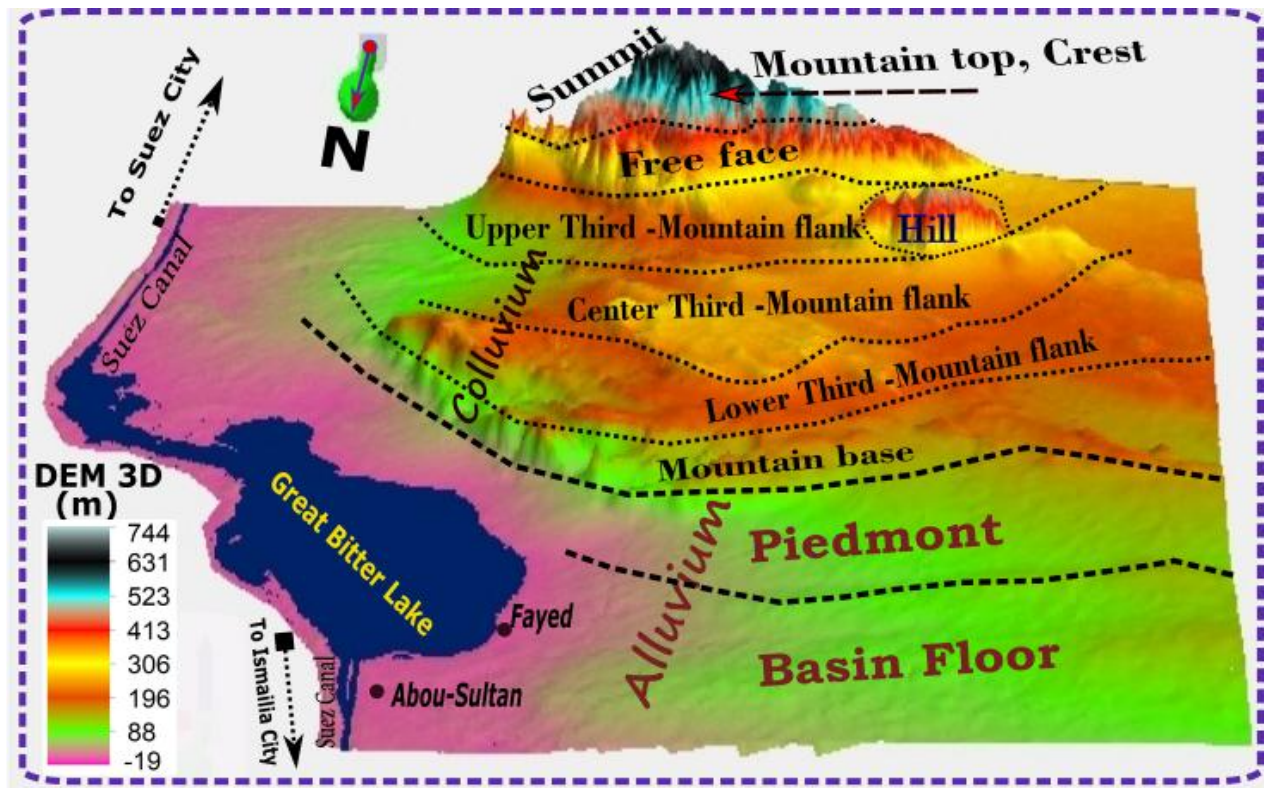 Summit
Mountain top, Crest
To Suez City
N
Free face
Upper Third -Mountain flank
Hill
Suez Canal
Colluvium
Center Third -Mountain flank
Lower Third -Mountain flank
Mountain base
DEM 3D
(m)
744
631
523
413
306
196
88
-19
Great Bitter Lake
Piedmont
Alluvium
Fayed
Basin Floor
To Ismailia City
Suez Canal
Abou-Sultan